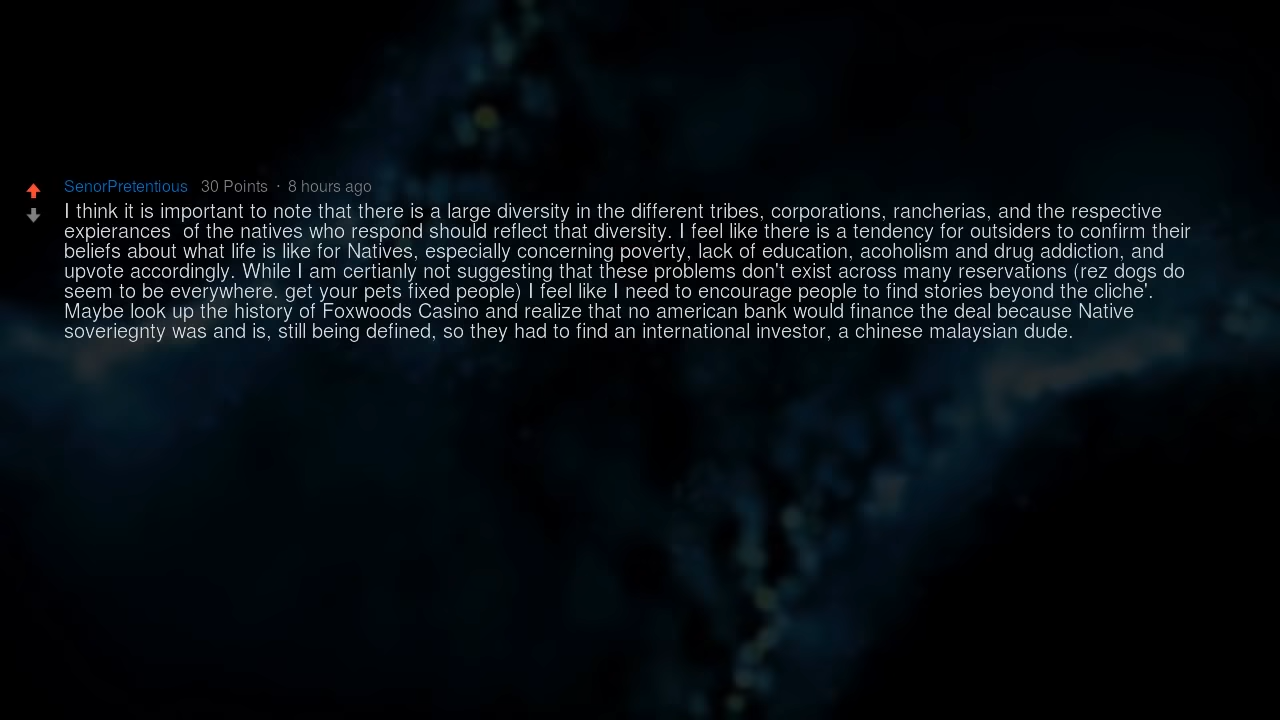 SenorPretentious 30 Points · 8 hours ago
I think it is important to note that there is a large diversity in the different tribes, corporations, rancherias, and the respective
expierances  of the natives who respond should reflect that diversity. I feel like there is a tendency for outsiders to confirm their
beliefs about what life is like for Natives, especially concerning poverty, lack of education, acoholism and drug addiction, and
upvote accordingly. While I am certianly not suggesting that these problems don't exist across many reservations (rez dogs do
seem to be everywhere. get your pets fixed people) I feel like I need to encourage people to find stories beyond the cliche'.
Maybe look up the history of Foxwoods Casino and realize that no american bank would finance the deal because Native
soveriegnty was and is, still being defined, so they had to find an international investor, a chinese malaysian dude.